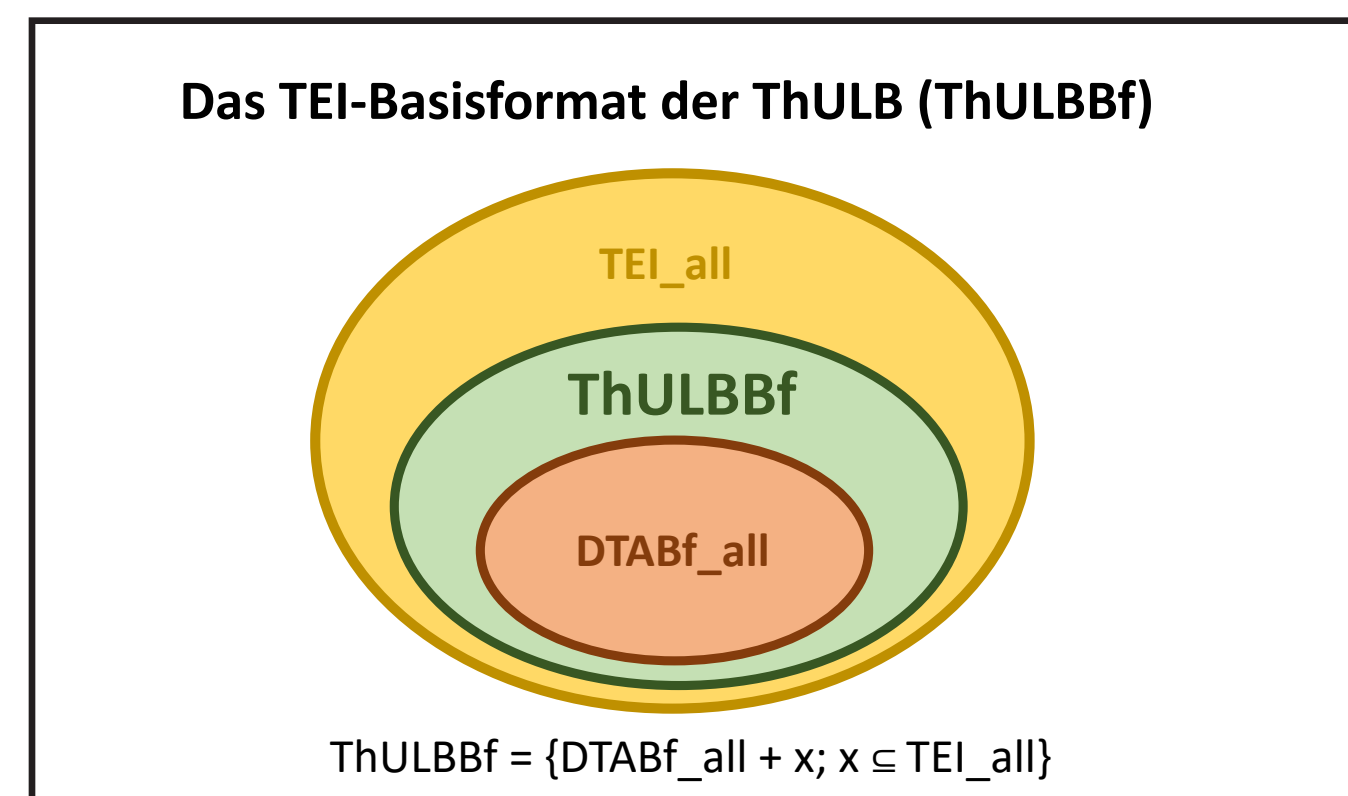 Das TEI-Basisformat der ThULB (ThULBBf)
TEI_all
ThULBBf
DTABf_all
ThULBBf = {DTABf_all + x; x ⊆ TEI_all}